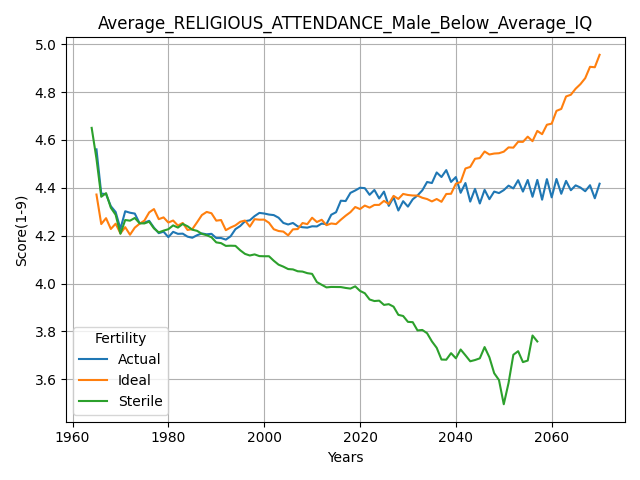 Average_RELIGIOUS_ATTENDANCE_Male_Below_Average_IQ
Score(1-9)
5.0
4.8
4.6
4.4
4.2
4.0
3.8
3.6
Fertility
Actual
Ideal
Sterile
1960 1980 2000 2020 2040 2060
Years